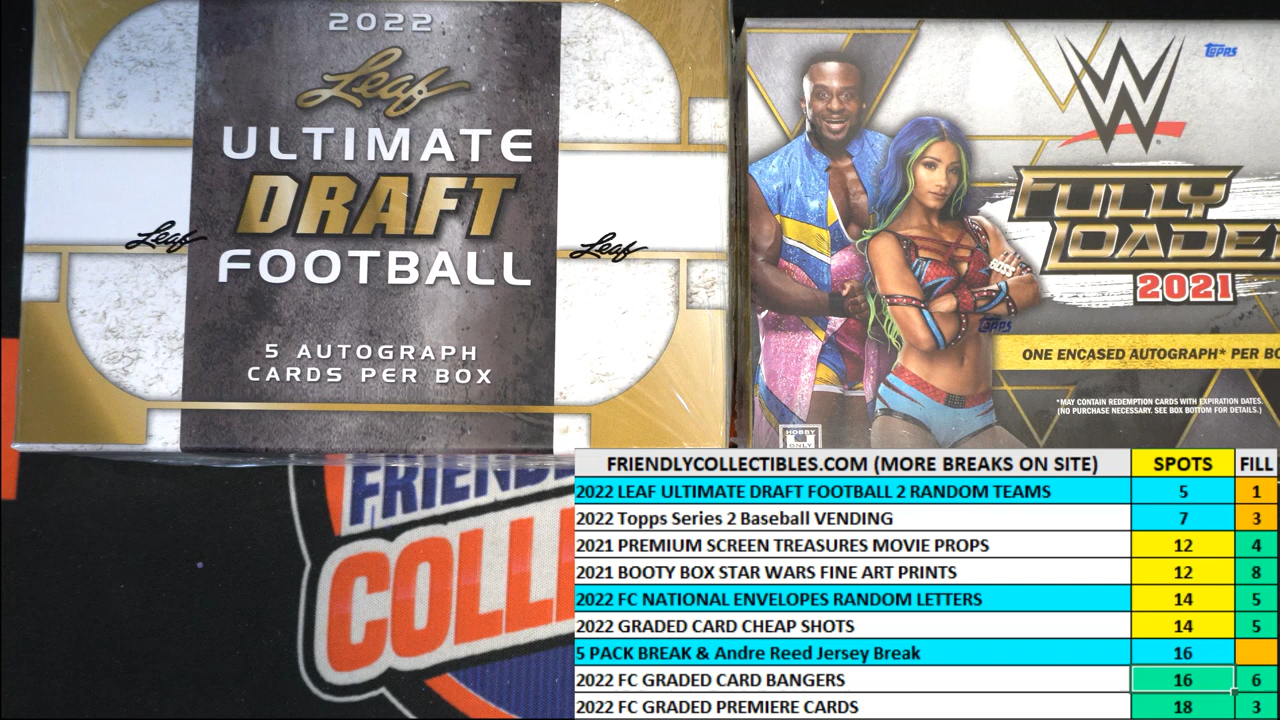 2022
Leaf
ULTIMATE
DRAFT
FOOTBALL
Leaf
Leaf
5 AUTOGRAPH
CARDS PER BOX
Topps
W
FULLY
LOADE
2021
BOSS
Topps
ONE ENCASED AUTOGRAPH* PER BO
*MAY CONTAIN REDEMPTION CARDS WITH EXPIRATION DATES.
(NO PURCHASE NECESSARY. SEE BOX BOTTOM FOR DETAILS.)
HOBBY
ONLY
FRIEND
COLL
FRIENDLYCOLLECTIBLES.COM (MORE BREAKS ON SITE) SPOTS FILL
2022 LEAF ULTIMATE DRAFT FOOTBALL 2 RANDOM TEAMS 5 1
2022 Topps Series 2 Baseball VENDING 7 3
2021 PREMIUM SCREEN TREASURES MOVIE PROPS 12 4
2021 BOOTY BOX STAR WARS FINE ART PRINTS 12 8
2022 FC NATIONAL ENVELOPES RANDOM LETTERS 14 5
2022 GRADED CARD CHEAP SHOTS 14 5
5 PACK BREAK & Andre Reed Jersey Break 16
2022 FC GRADED CARD BANGERS 16 6
2022 FC GRADED PREMIERE CARDS 18 3